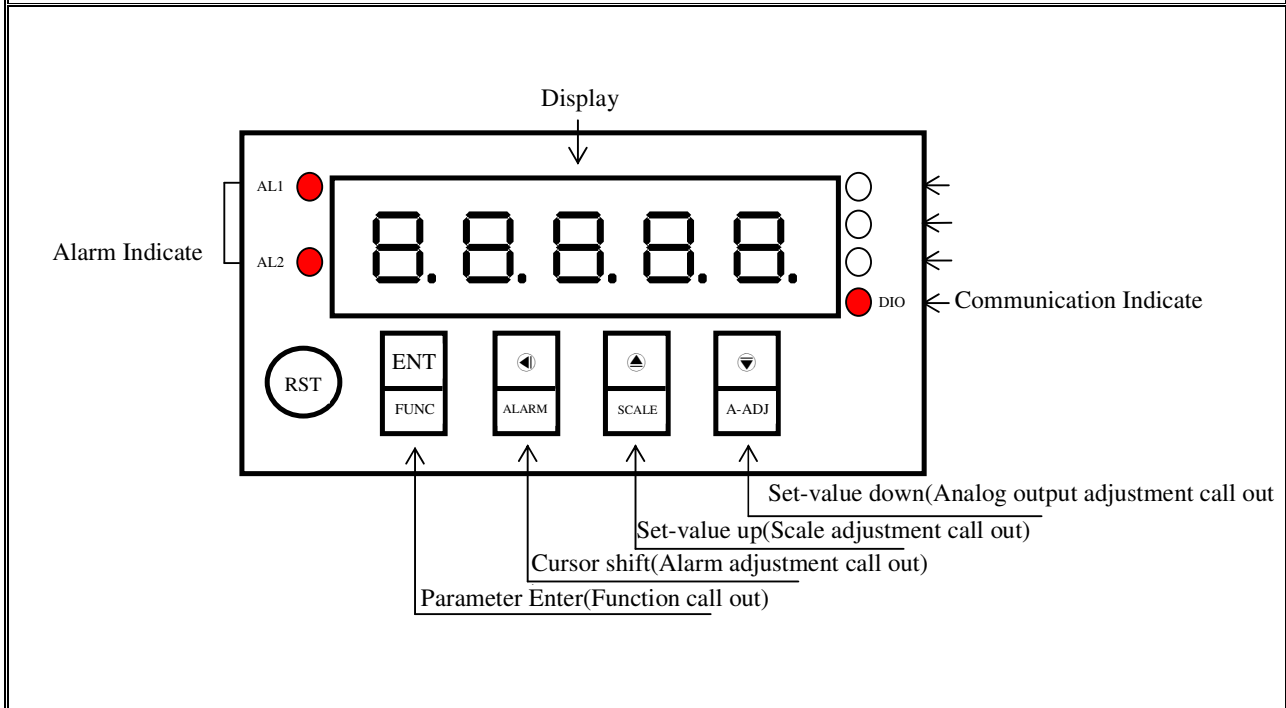 Display
AL1
Alarm Indicate
AL2
8.8.8.8.8.
DIO
Communication Indicate
RST
ENT
FUNC
ALARM
SCALE
A-ADJ
Set-value down(Analog output adjustment call out
Set-value up(Scale adjustment call out)
Cursor shift(Alarm adjustment call out)
Parameter Enter(Function call out)